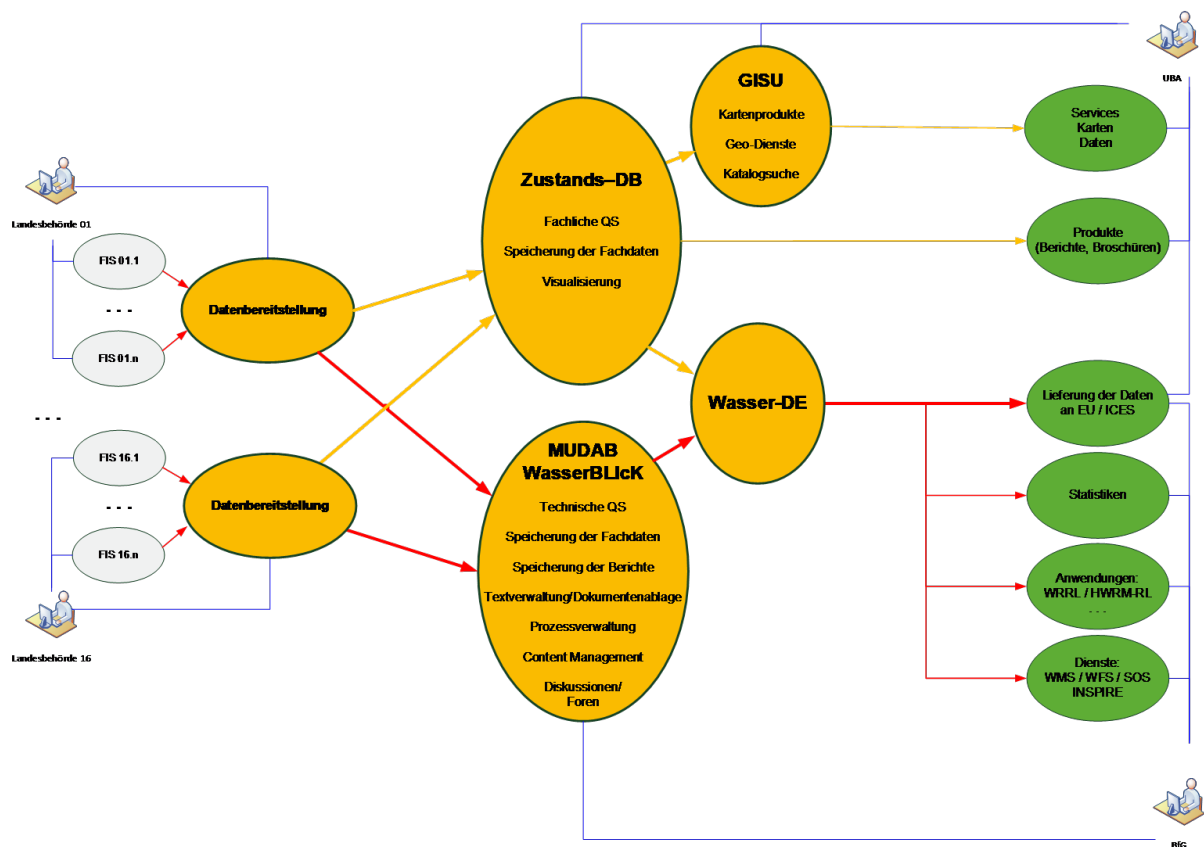 UBA
GISU
Kartenprodukte
Geo-Dienste
Katalogsuche
Services
Karten
Daten
Zustands–DB
Fachliche QS
Speicherung der Fachdaten
Visualisierung
Produkte
(Berichte, Broschüren)
Landesbehörde 01
FIS 01.1
- - -
FIS 01.n
Datenbereitstellung
- - -
Landesbehörde 16
FIS 16.1
- - -
FIS 16.n
Datenbereitstellung
Wasser-DE
MUDAB
WasserBLIcK
Technische QS
Speicherung der Fachdaten
Speicherung der Berichte
Textverwaltung/Dokumentenablage
Prozessverwaltung
Content Management
Diskussionen/
Foren
Lieferung der Daten
an EU / ICES
Statistiken
Anwendungen:
WRRL / HWRM-RL
. . .
Dienste:
WMS / WFS / SOS
INSPIRE
BfG